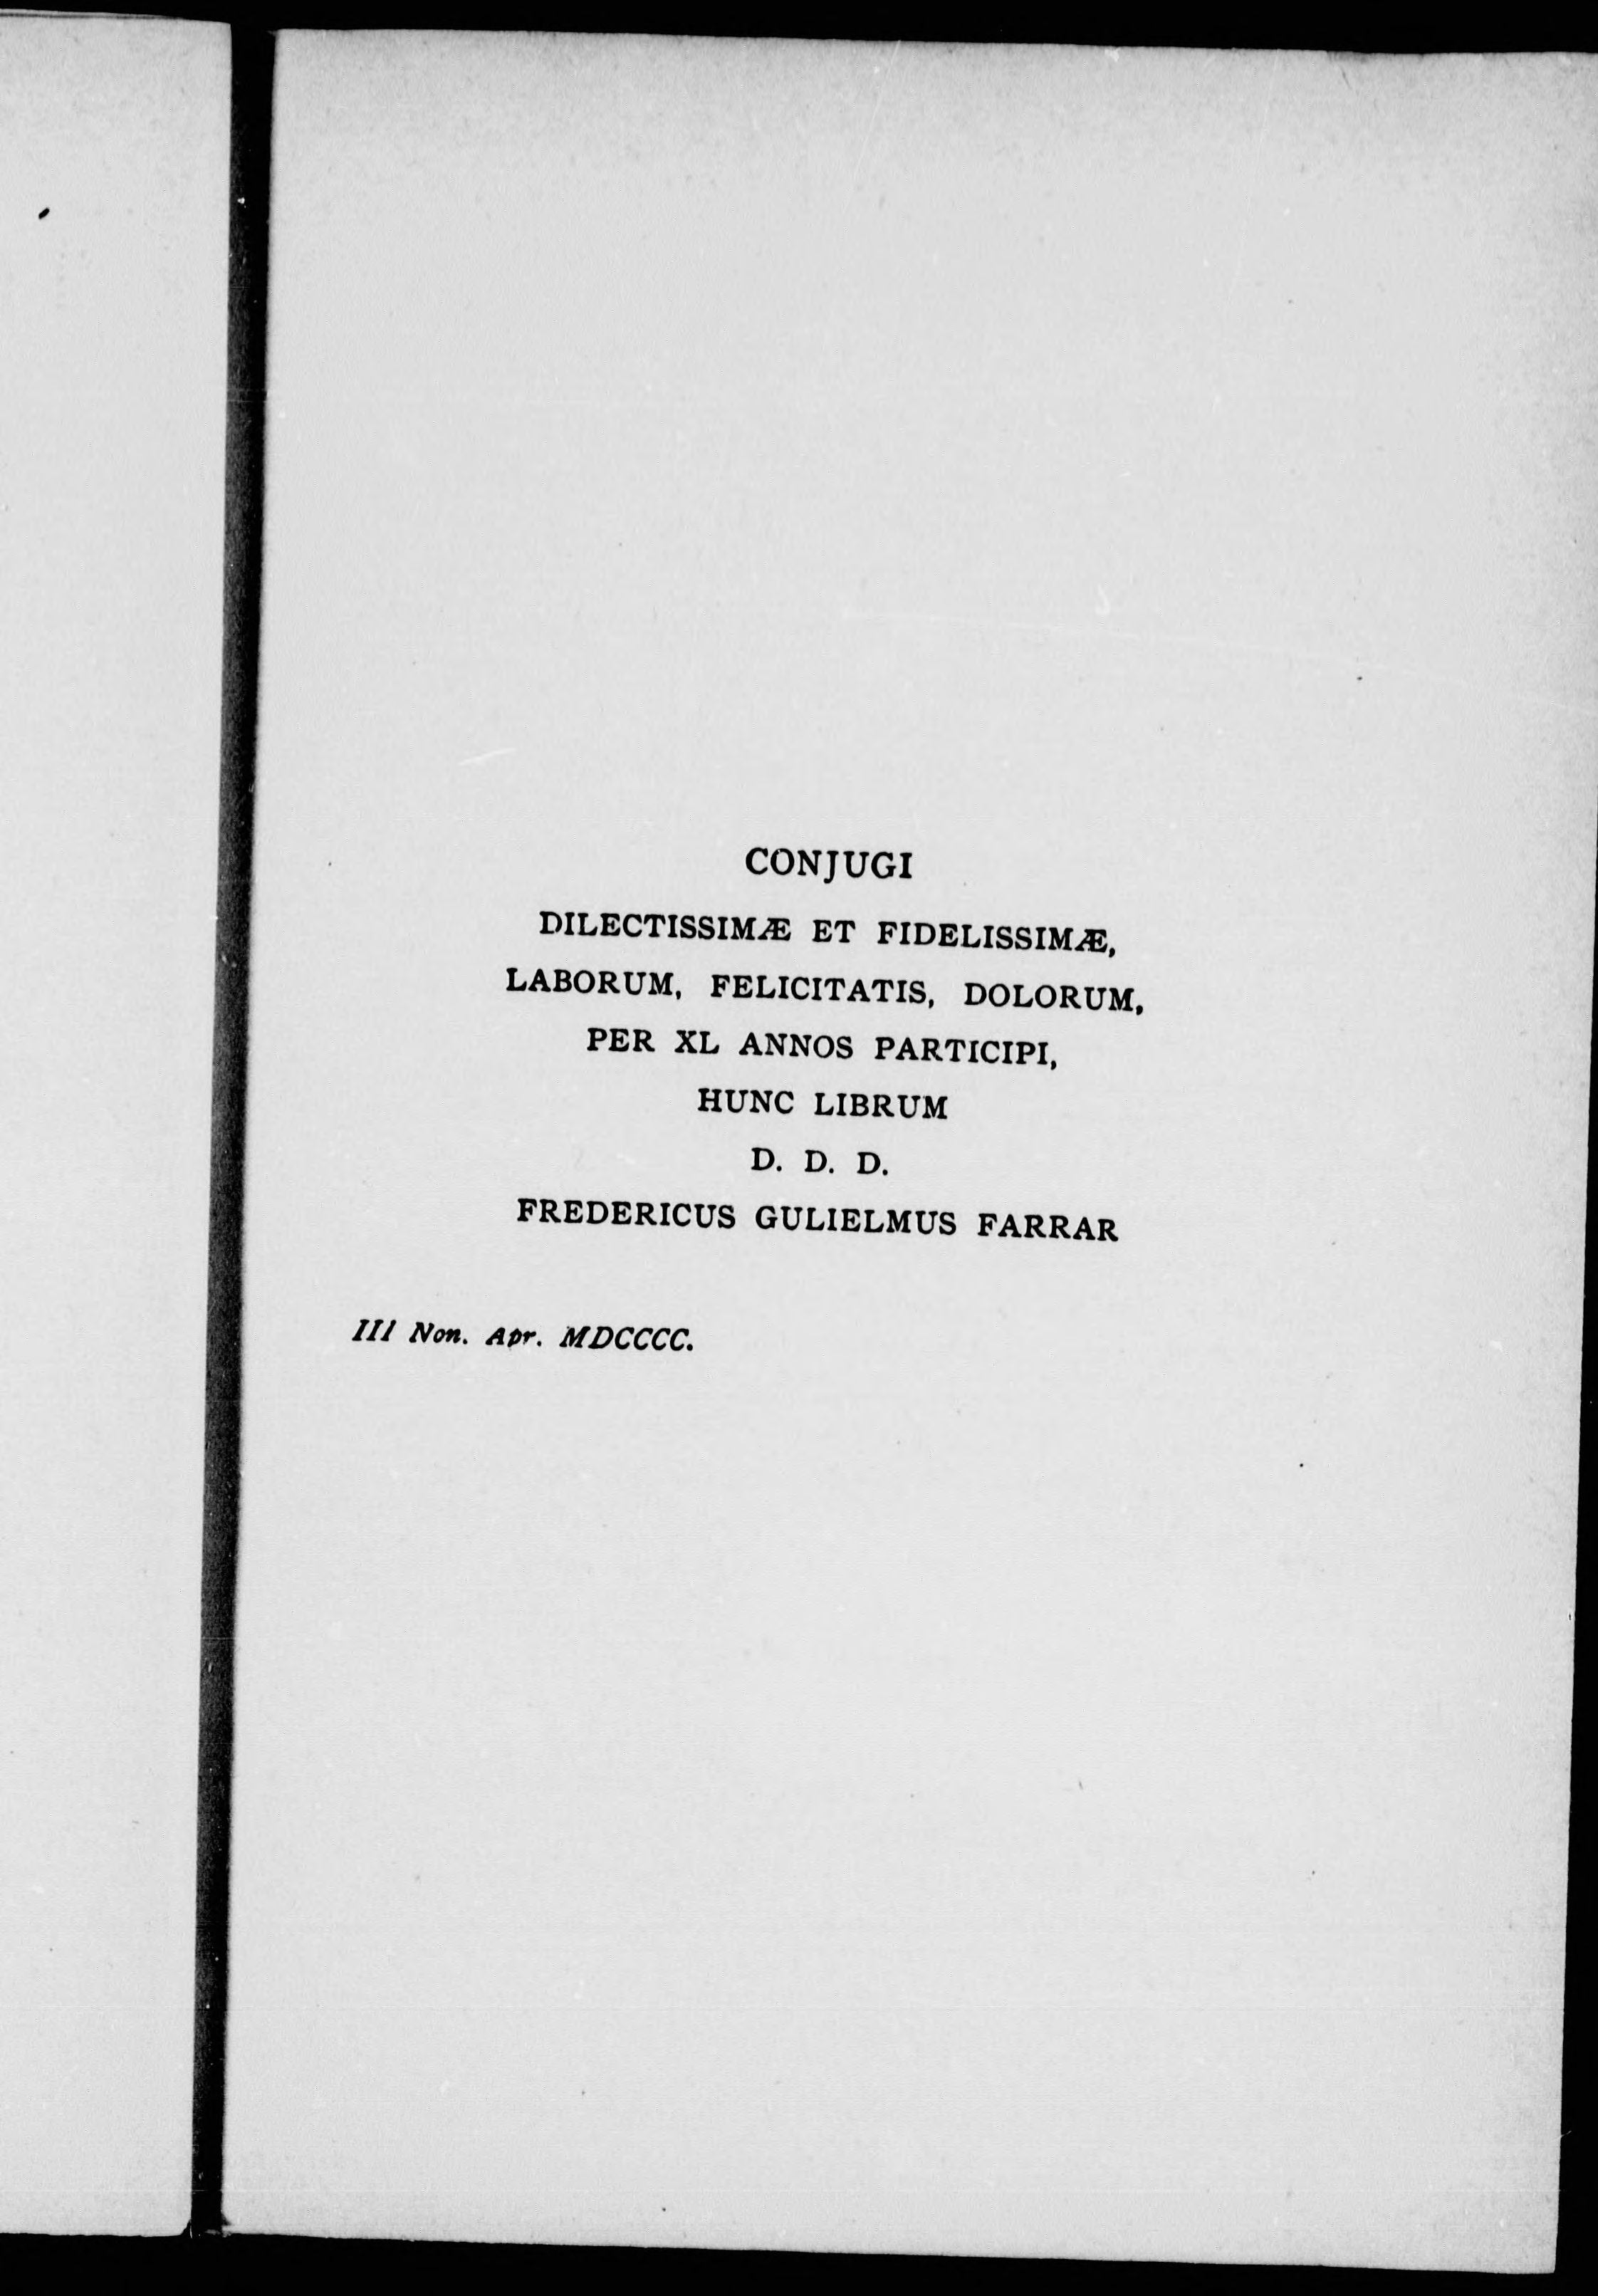 CONJUGI
DILECTISSIMÆ ET FIDELISSIMÆ,
LABORUM, FELICITATIS, DOLORUM,
PER XL ANNOS PARTICIPI,
HUNC LIBRUM
D. D. D.
FREDERICUS GULIELMUS FARRAR
III Non. Apr. MDCCCC.